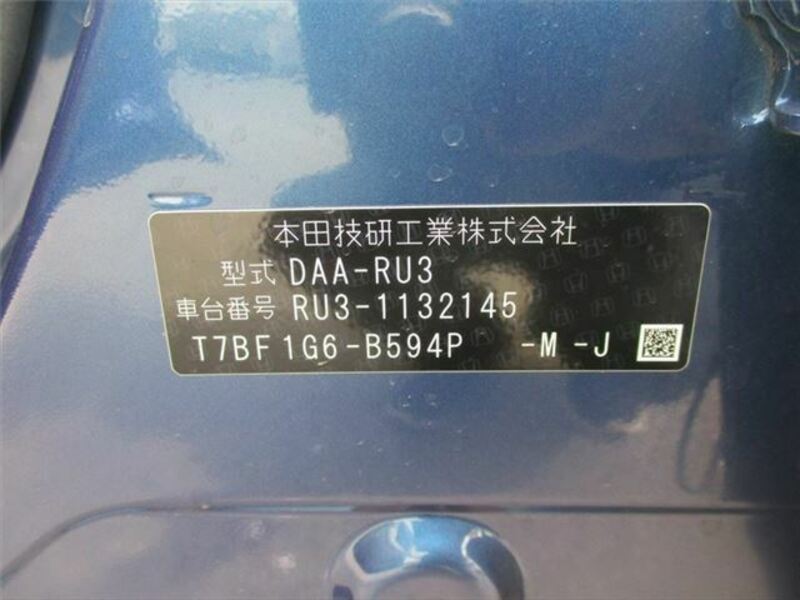 本田技研工業株式会社
型式 DAA-RU3
車台番号 RU3-1132145
T7BF1G6-B594P -M-J